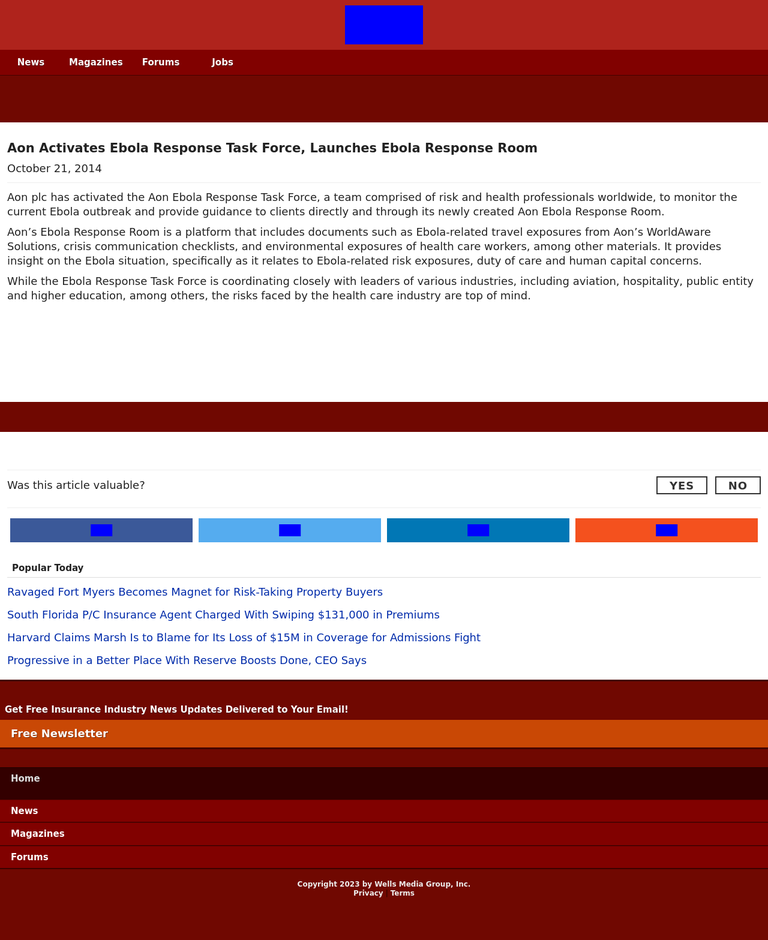 News Magazines Forums Jobs
Aon Activates Ebola Response Task Force, Launches Ebola Response Room
October 21, 2014
Aon plc has activated the Aon Ebola Response Task Force, a team comprised of risk and health professionals worldwide, to monitor the
current Ebola outbreak and provide guidance to clients directly and through its newly created Aon Ebola Response Room.
Aon’s Ebola Response Room is a platform that includes documents such as Ebola-related travel exposures from Aon’s WorldAware
Solutions, crisis communication checklists, and environmental exposures of health care workers, among other materials. It provides
insight on the Ebola situation, specifically as it relates to Ebola-related risk exposures, duty of care and human capital concerns.
While the Ebola Response Task Force is coordinating closely with leaders of various industries, including aviation, hospitality, public entity
and higher education, among others, the risks faced by the health care industry are top of mind.
Was this article valuable? YES NO
Popular Today
Ravaged Fort Myers Becomes Magnet for Risk-Taking Property Buyers
South Florida P/C Insurance Agent Charged With Swiping $131,000 in Premiums
Harvard Claims Marsh Is to Blame for Its Loss of $15M in Coverage for Admissions Fight
Progressive in a Better Place With Reserve Boosts Done, CEO Says
Get Free Insurance Industry News Updates Delivered to Your Email!
Free Newsletter
Home
News
Magazines
Forums
Copyright 2023 by Wells Media Group, Inc.
Privacy Terms